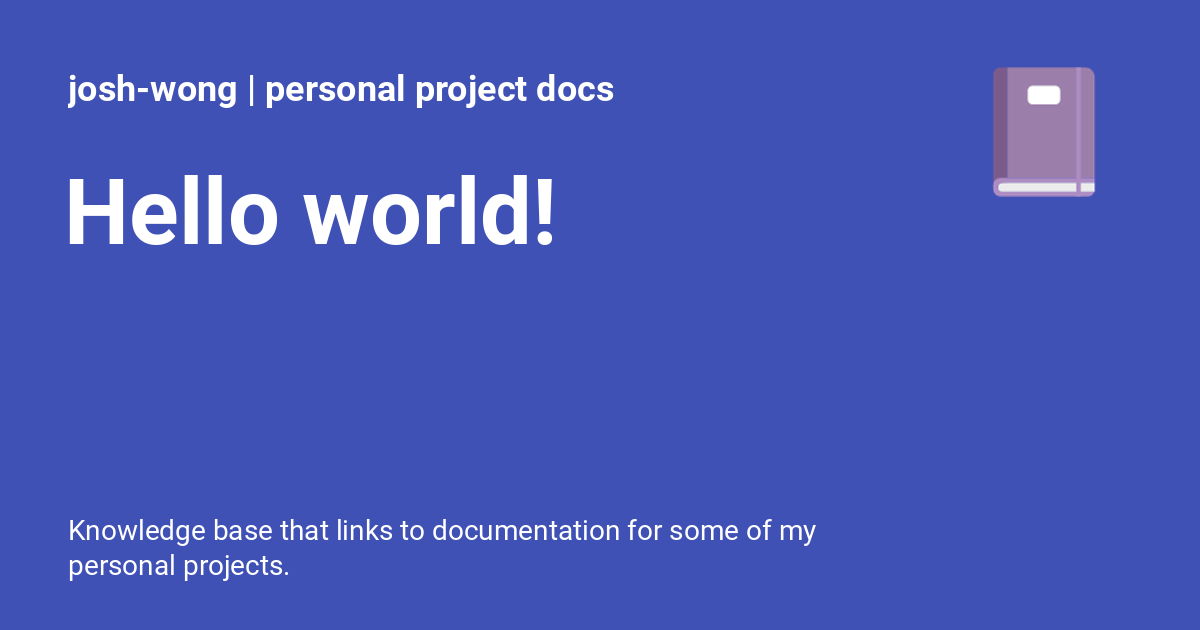 josh-wong | personal project docs
Hello world!
Knowledge base that links to documentation for some of my
personal projects.